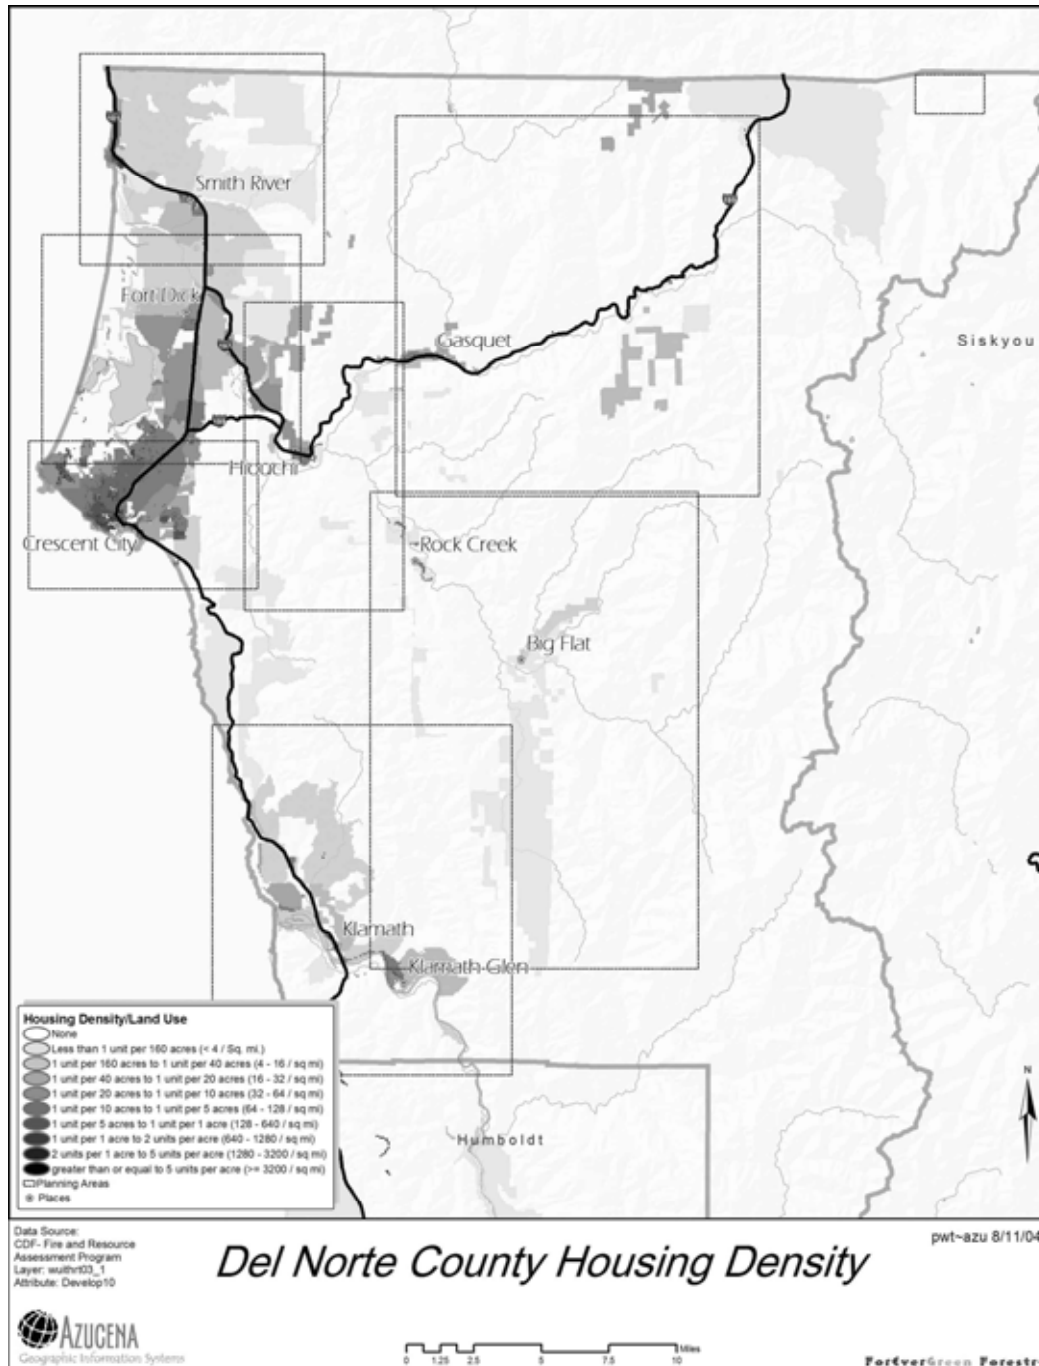 Smith River
Fort Dick
Gasquet
Siskyou
Hiouchi
Crescent City
Rock Creek
Big Flat
Klamath
Klamath Glen
Housing Density/Land Use
None
Less than 1 unit per 160 acres (< 4 / Sq. mi.)
1 unit per 160 acres to 1 unit per 40 acres (4 - 16 / sq mi)
1 unit per 40 acres to 1 unit per 20 acres (16 - 32 / sq mi)
1 unit per 20 acres to 1 unit per 10 acres (32 - 64 / sq mi)
1 unit per 10 acres to 1 unit per 5 acres (64 - 128 / sq mi)
1 unit per 5 acres to 1 unit per 1 acre (128 - 640 / sq mi)
1 unit per 1 acre to 2 units per acre (640 - 1280 / sq mi)
2 units per 1 acre to 5 units per acre (1280 - 3200 / sq mi)
greater than or equal to 5 units per acre (>= 3200 / sq mi)
Planning Areas
Places
Humboldt
N
Data Source:
CDF- Fire and Resource
Assessment Program
Layer: wuithrt03_1
Attribute: Develop10
Del Norte County Housing Density
pwt~azu 8/11/04
AZUCENA
Geographic Information Systems
Miles
0 1.25 2.5 5 7.5 10
ForEverGreen Forestr